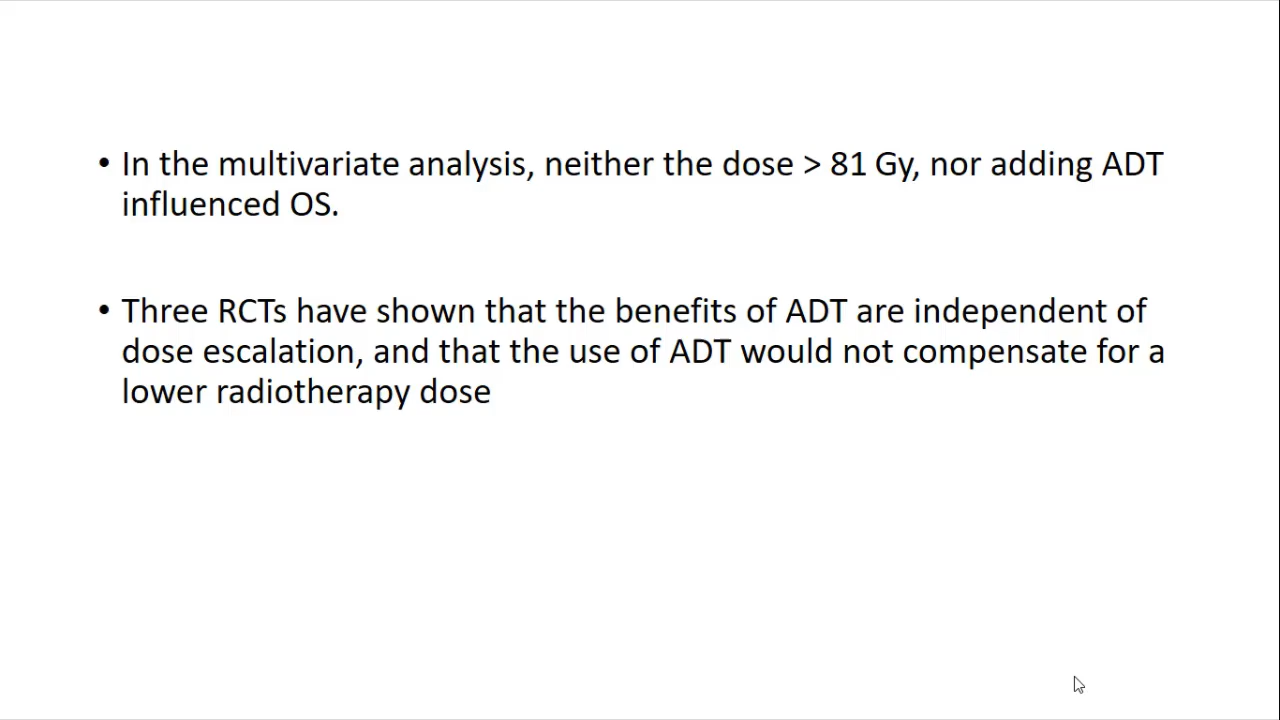 • In the multivariate analysis, neither the dose > 81 Gy, nor adding ADT
influenced OS.
• Three RCTs have shown that the benefits of ADT are independent of
dose escalation, and that the use of ADT would not compensate for a
lower radiotherapy dose